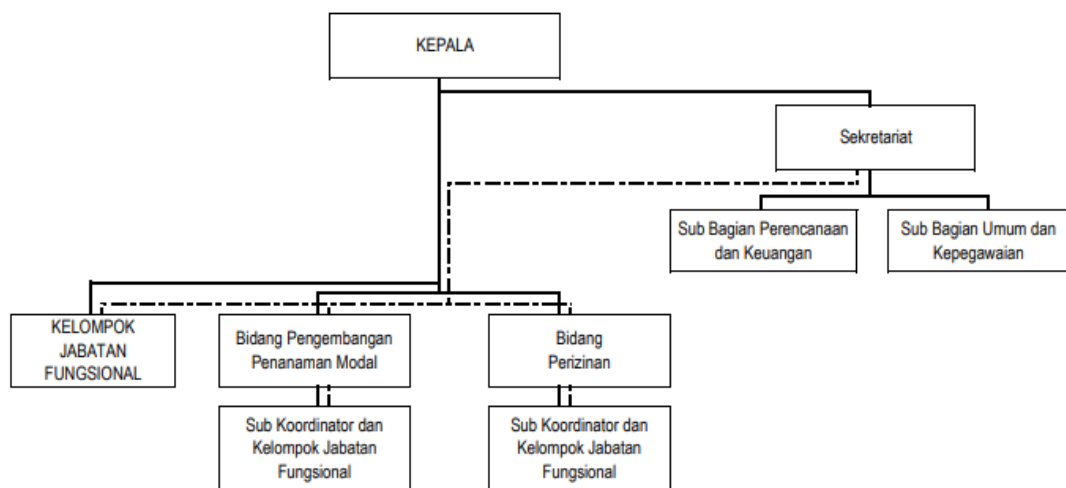 KEPALA
Sekretariat
Sub Bagian Perencanaan
dan Keuangan
Sub Bagian Umum dan
Kepegawaian
KELOMPOK
JABATAN
FUNGSIONAL
Bidang Pengembangan
Penanaman Modal
Bidang
Perizinan
Sub Koordinator dan
Kelompok Jabatan
Fungsional
Sub Koordinator dan
Kelompok Jabatan
Fungsional